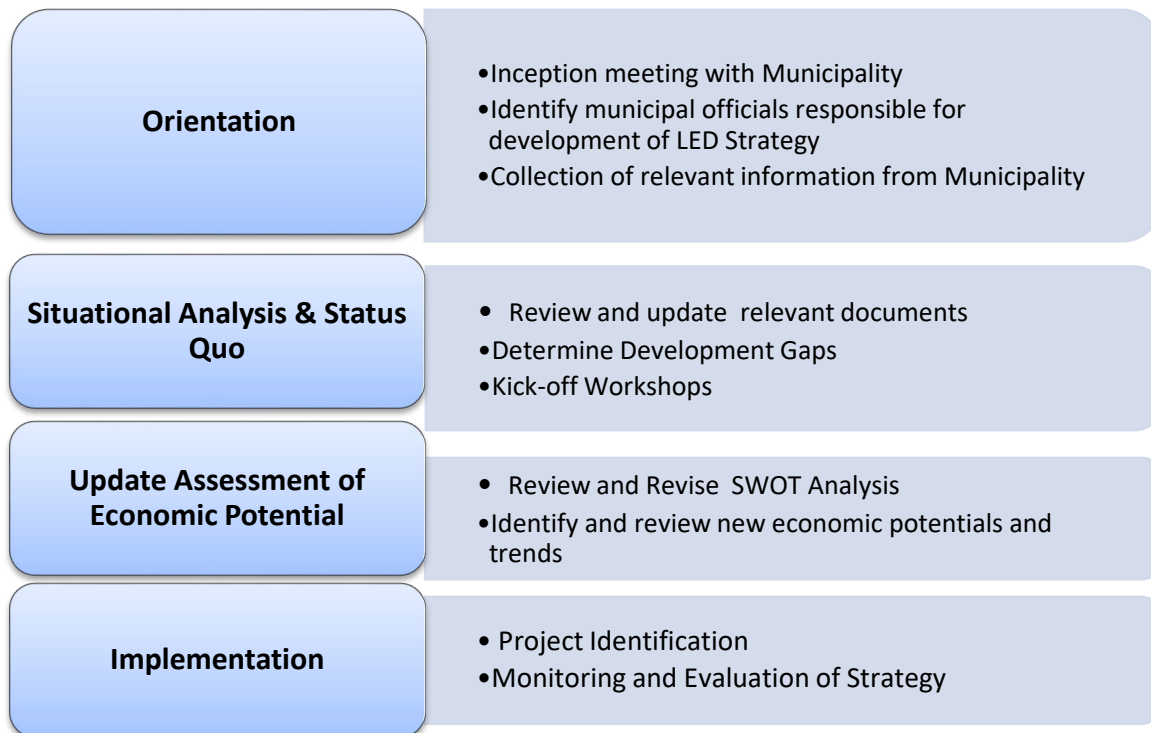 Orientation
•Inception meeting with Municipality
•Identify municipal officials responsible for
development of LED Strategy
•Collection of relevant information from Municipality
Situational Analysis & Status
Quo
• Review and update relevant documents
•Determine Development Gaps
•Kick-off Workshops
Update Assessment of
Economic Potential
• Review and Revise SWOT Analysis
•Identify and review new economic potentials and
trends
Implementation
• Project Identification
•Monitoring and Evaluation of Strategy